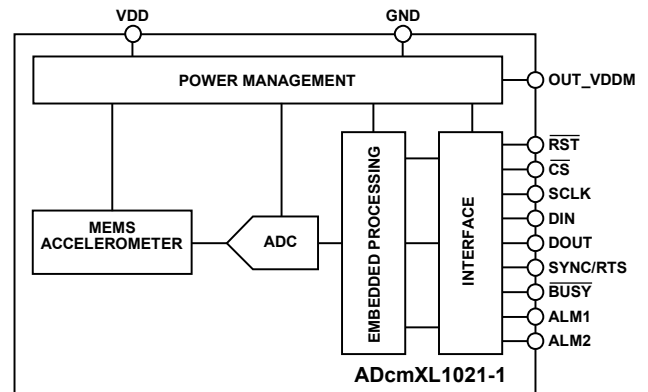 VDD
GND
POWER MANAGEMENT
OUT_VDDM
RST
CS
SCLK
DIN
DOUT
SYNC/RTS
BUSY
ALM1
ALM2
MEMS
ACCELEROMETER
ADC
EMBEDDED PROCESSING
INTERFACE
ADcmXL1021-1